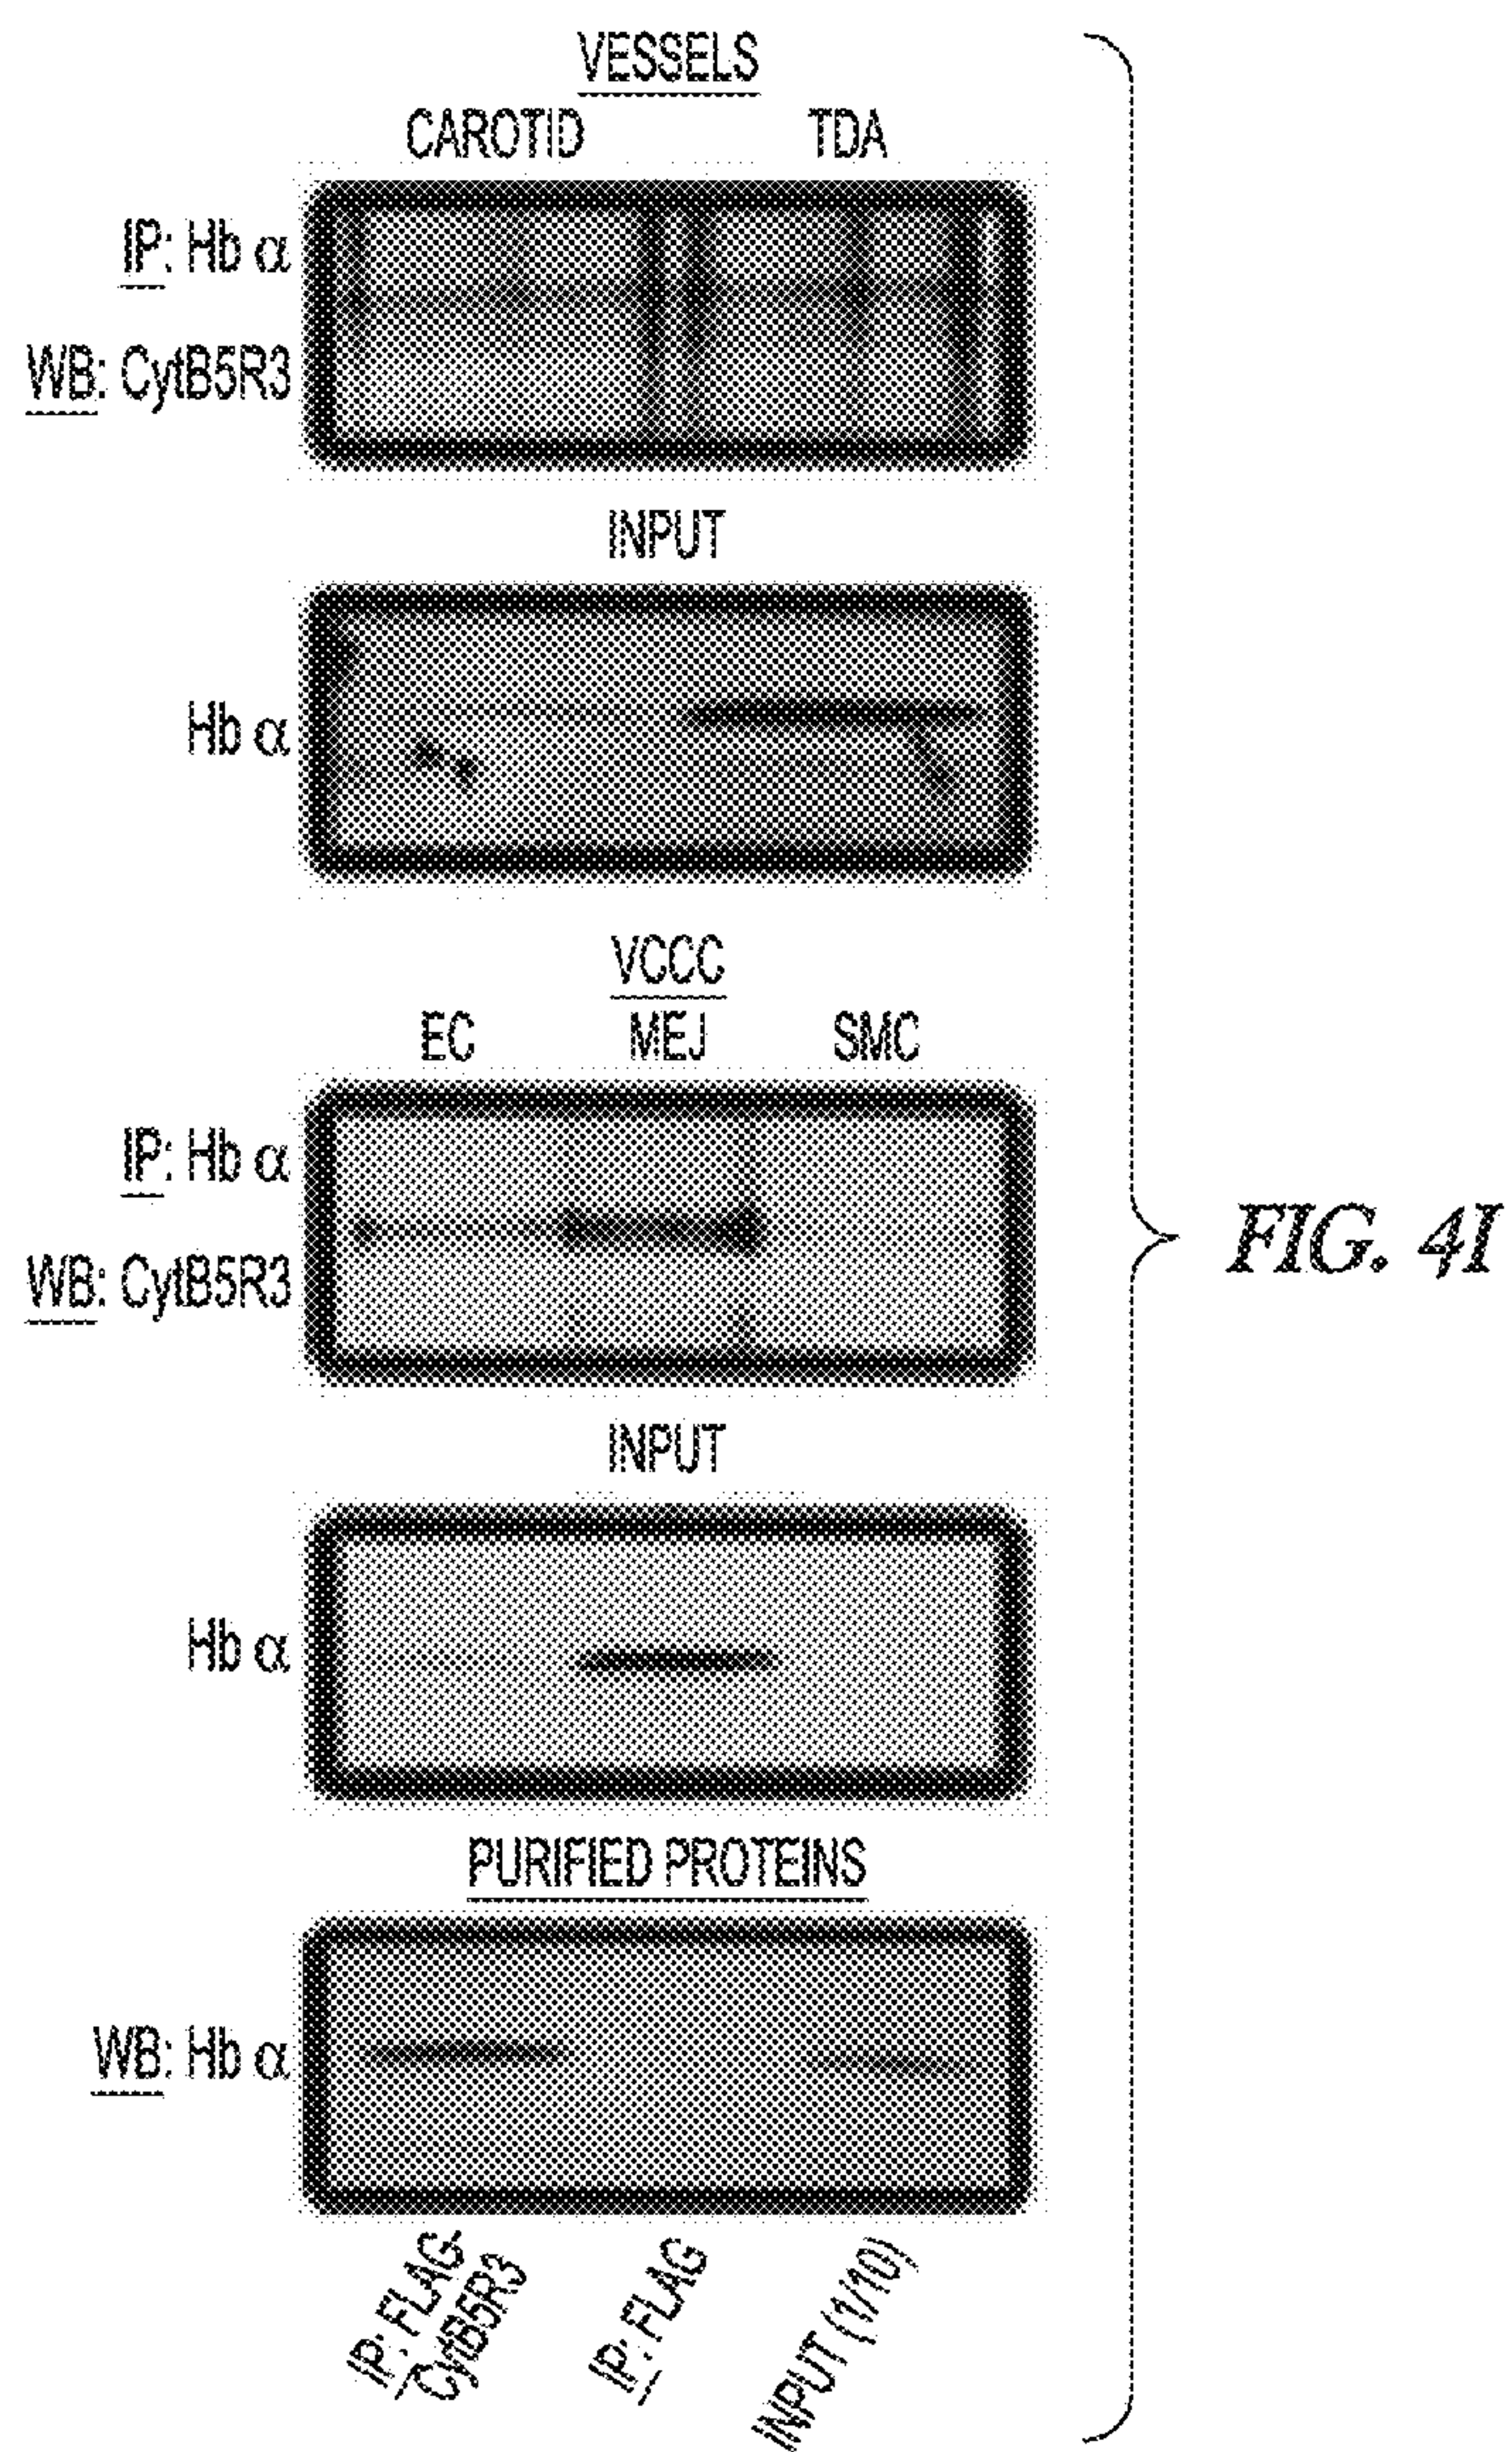 VESSELS
CAROTID TDA
IP: Hb α
WB: CytB5R3
INPUT
Hb α
VCCC
EC MEJ SMC
IP: Hb α
WB: CytB5R3
INPUT
Hb α
PURIFIED PROTEINS
WB: Hb α
IP: FLAG-
CytB5R3
IP: FLAG
INPUT (1/10)
FIG. 4I